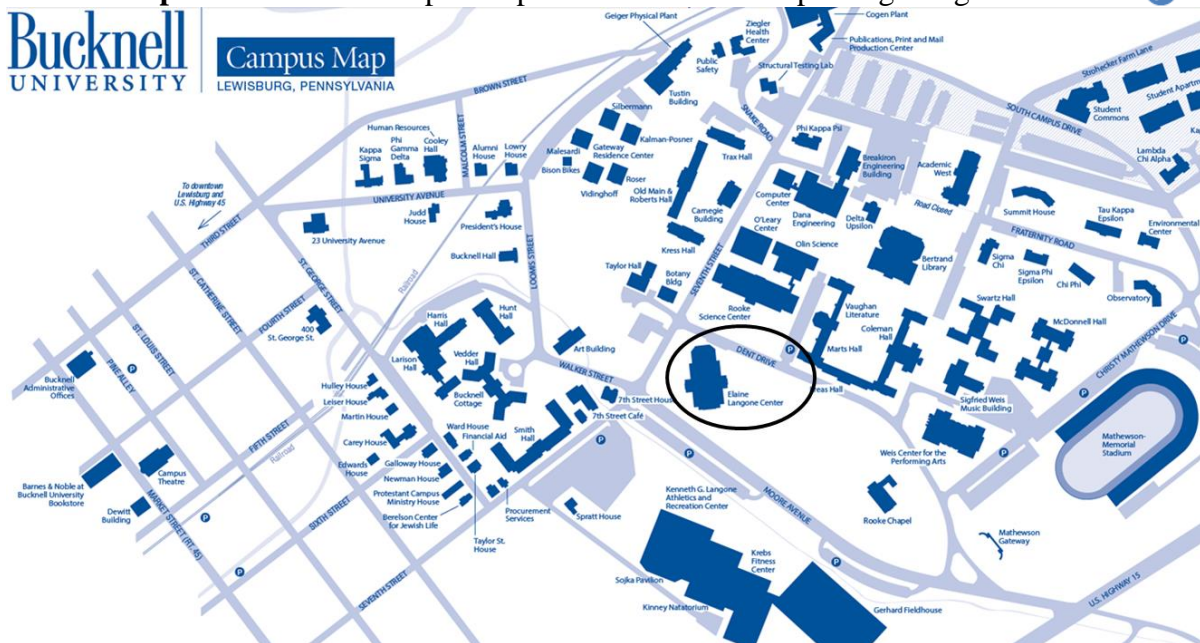 Bucknell
UNIVERSITY
Campus Map
LEWISBURG, PENNSYLVANIA
Geiger Physical Plant
Cogen Plant
Ziegler
Health
Center
Publications, Print and Mail
Production Center
Public
Safety
Structural Testing Lab
Strohecker Farm Lane
Tustin
Building
BROWN STREET
Student
Commons
SOUTH CAMPUS DRIVE
Silbermann
SNAKE ROAD
Human Resources
Cooley
Hall
Phi
Gamma
Delta
Kappa
Sigma
MALCOLM STREET
Alumni
House
Lowry
House
Malesardi
Gateway
Residence Center
Kalman-Posner
Trax Hall
Phi Kappa Psi
Breakiron
Engineering
Building
Academic
West
Lambda
Chi Alpha
Bison Bikes
Roser
Vidinghoff
Old Main &
Roberts Hall
Carnegie
Building
Computer
Center
Dana
Engineering
Delta
Upsilon
Road Closed
Summit House
Tau Kappa
Epsilon
Environmental
Center
To downtown
Lewisburg and
U.S. Highway 45
UNIVERSITY AVENUE
Judd
House
President's House
O'Leary
Center
Olin Science
FRATERNITY ROAD
THIRD STREET
23 University Avenue
Bucknell Hall
LOOMIS STREET
Kress Hall
SEVENTH STREET
Bertrand
Library
Sigma
Chi
Sigma Phi
Epsilon
Chi Phi
Observatory
Taylor Hall
Botany
Bldg
ST. CATHERINE STREET
ST. GEORGE STREET
FOURTH STREET
400
St. George St.
Railroad
Harris
Hall
Hunt
Hall
Rooke
Science Center
Vaughan
Literature
Coleman
Hall
Swartz Hall
McDonnell Hall
ST. LOUIS STREET
PINE ALLEY
P
Larison
Hall
Vedder
Hall
Art Building
WALKER STREET
DENT DRIVE
P
Marts Hall
CHRISTY MATHEWSON DRIVE
P
Bucknell
Administrative
Offices
Hulley House
Leiser House
Martin House
Bucknell
Cottage
7th Street House
7th Street Café
Elaine
Langone Center
eas Hall
Sigfried Weis
Music Building
P
FIFTH STREET
Carey House
Ward House
Financial Aid
Smith
Hall
P
P
Weis Center for the
Performing Arts
P
Mathewson-
Memorial
Stadium
Railroad
Edwards
House
Galloway House
Newman House
Protestant Campus
Ministry House
Berelson Center
for Jewish Life
Campus
Theatre
Barnes & Noble at
Bucknell University
Bookstore
Dewitt
Building
MARKET STREET (RT. 45)
P
SIXTH STREET
Procurement
Services
Taylor St.
House
Spratt House
Kenneth G. Langone
Athletics and
Recreation Center
MOORE AVENUE
Rooke Chapel
Mathewson
Gateway
P
SEVENTH STREET
Krebs
Fitness
Center
P
Sojka Pavilion
Kinney Natatorium
Gerhard Fieldhouse
U.S. HIGHWAY 15